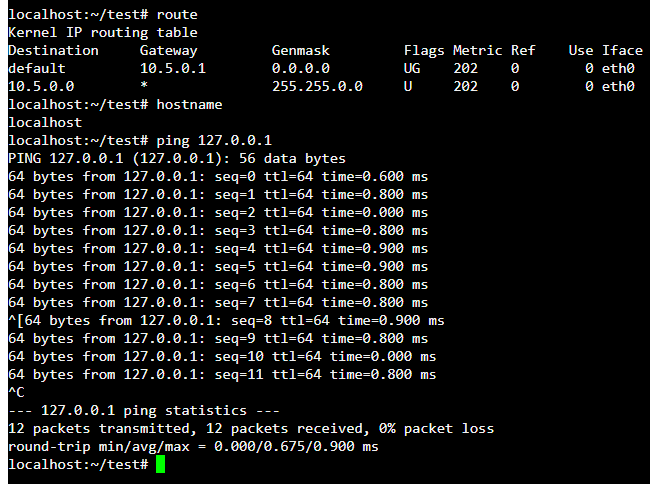 localhost:~/test# route
Kernel IP routing table
Destination     Gateway         Genmask         Flags Metric Ref    Use Iface
default         10.5.0.1        0.0.0.0         UG    202    0        0 eth0
10.5.0.0        *               255.255.0.0     U     202    0        0 eth0
localhost:~/test# hostname
localhost
localhost:~/test# ping 127.0.0.1
PING 127.0.0.1 (127.0.0.1): 56 data bytes
64 bytes from 127.0.0.1: seq=0 ttl=64 time=0.600 ms
64 bytes from 127.0.0.1: seq=1 ttl=64 time=0.800 ms
64 bytes from 127.0.0.1: seq=2 ttl=64 time=0.000 ms
64 bytes from 127.0.0.1: seq=3 ttl=64 time=0.800 ms
64 bytes from 127.0.0.1: seq=4 ttl=64 time=0.900 ms
64 bytes from 127.0.0.1: seq=5 ttl=64 time=0.900 ms
64 bytes from 127.0.0.1: seq=6 ttl=64 time=0.800 ms
64 bytes from 127.0.0.1: seq=7 ttl=64 time=0.800 ms
^[64 bytes from 127.0.0.1: seq=8 ttl=64 time=0.900 ms
64 bytes from 127.0.0.1: seq=9 ttl=64 time=0.800 ms
64 bytes from 127.0.0.1: seq=10 ttl=64 time=0.000 ms
64 bytes from 127.0.0.1: seq=11 ttl=64 time=0.800 ms
^C
--- 127.0.0.1 ping statistics ---
12 packets transmitted, 12 packets received, 0% packet loss
round-trip min/avg/max = 0.000/0.675/0.900 ms
localhost:~/test#